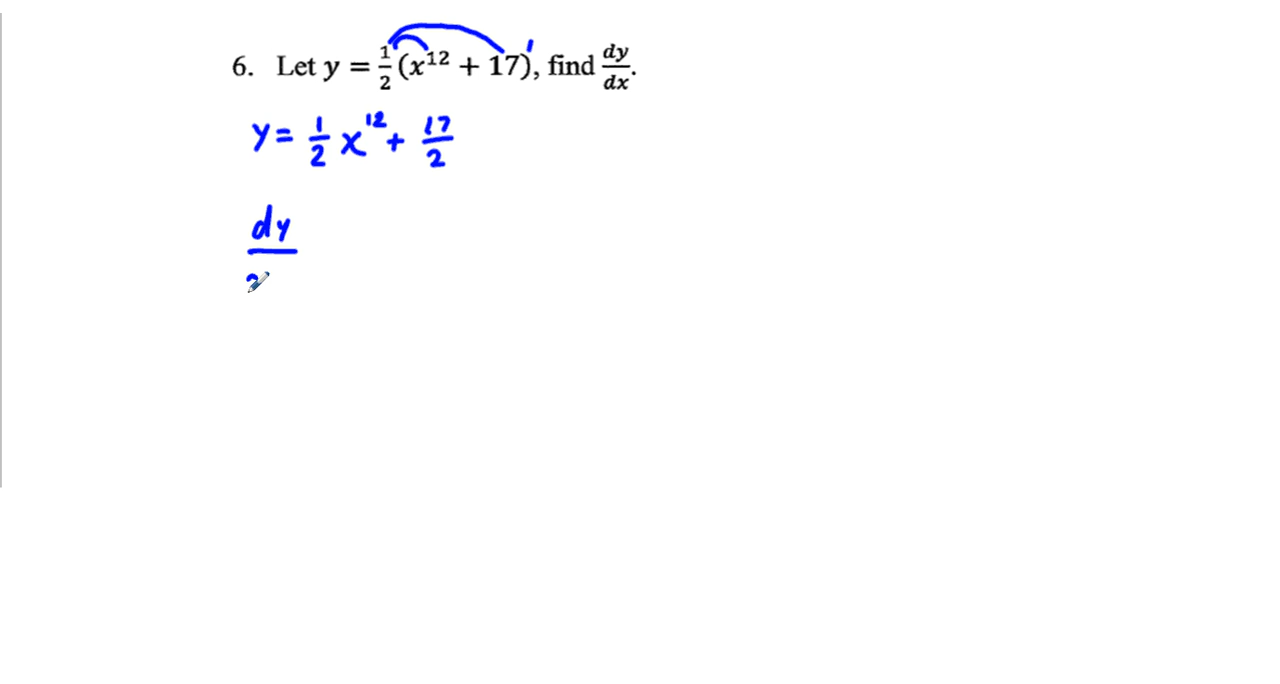 6. Let y = 1/2 (x^12 + 17)', find dy/dx.
y = 1/2 x^12 + 17/2
dy